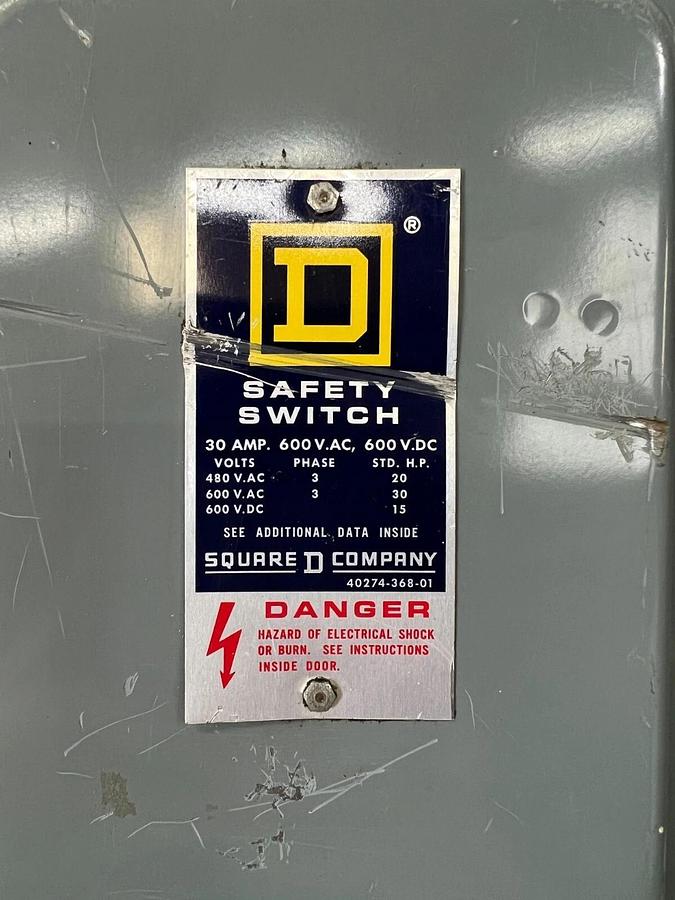 D ®
SAFETY
SWITCH
30 AMP. 600 V.AC, 600 V.DC
VOLTS PHASE STD. H.P.
480 V.AC 3 20
600 V.AC 3 30
600 V.DC 15
SEE ADDITIONAL DATA INSIDE
SQUARE D COMPANY
40274-368-01
DANGER
HAZARD OF ELECTRICAL SHOCK
OR BURN. SEE INSTRUCTIONS
INSIDE DOOR.